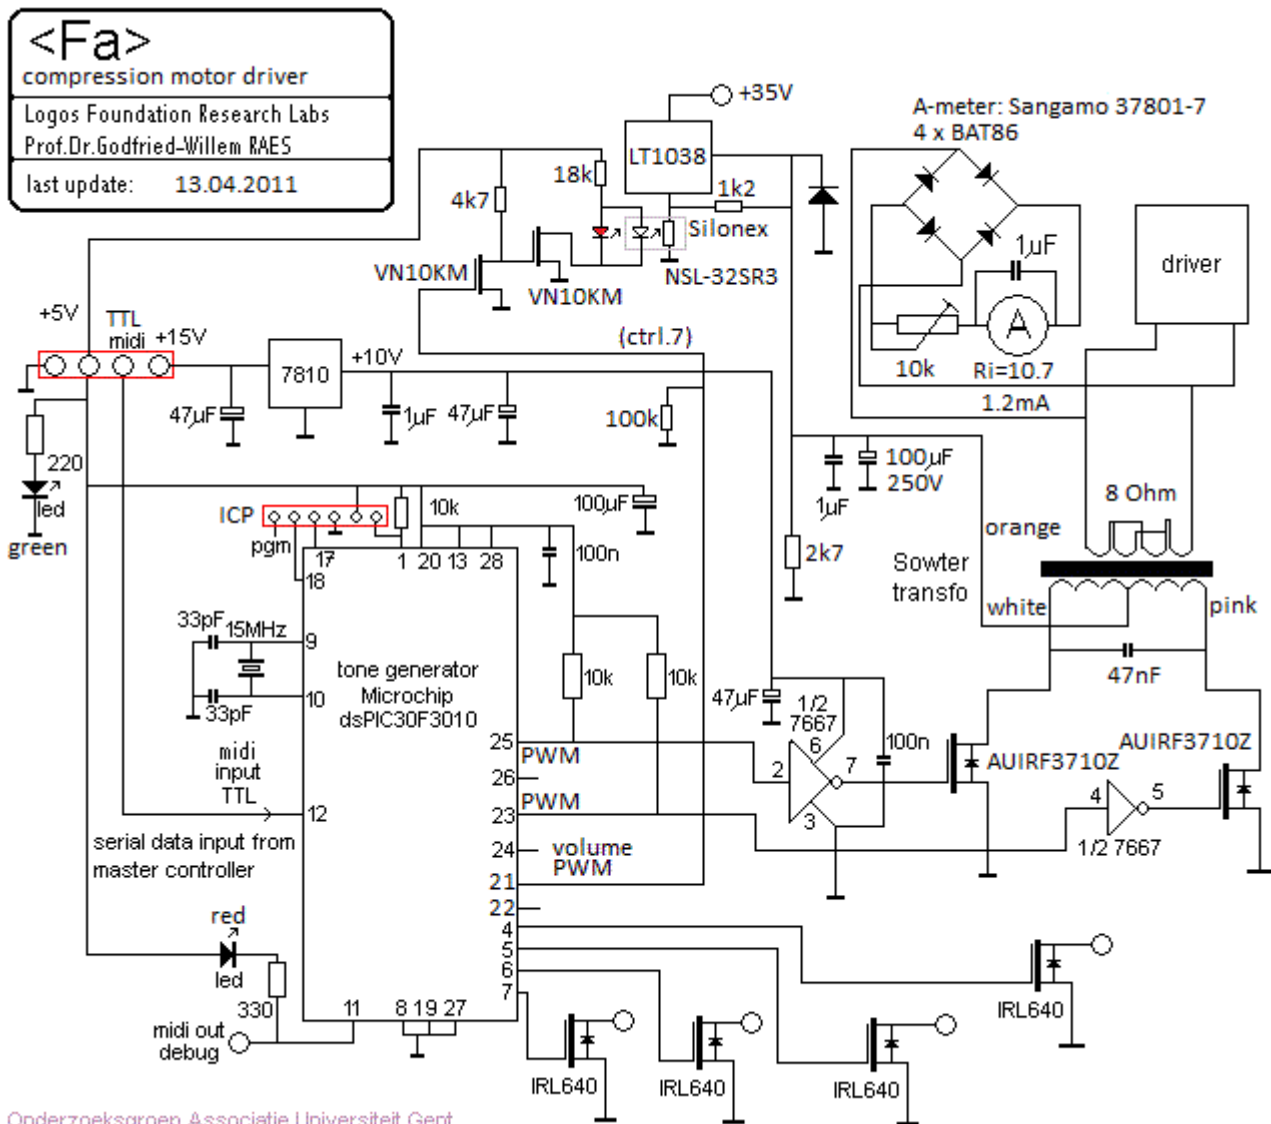 <Fa>
compression motor driver
Logos Foundation Research Labs
Prof.Dr.Godfried-Willem RAES
last update: 13.04.2011
+35V
A-meter: Sangamo 37801-7
4 x BAT86
LT1038
18k
4k7
1k2
Silonex
NSL-32SR3
VN10KM
VN10KM
1µF
driver
A
10k
Ri=10.7
1.2mA
+5V
TTL
midi
+15V
+10V
7810
(ctrl.7)
47µF
1µF
47µF
100k
220
led
green
ICP
pgm
10k
100µF
100n
1µF
100µF
250V
8 Ohm
orange
2k7
Sowter
transfo
white
pink
47nF
17
1
20
13
28
18
33pF
15MHz
9
10
33pF
tone generator
Microchip
dsPIC30F3010
10k
10k
47µF
1/2
7667
6
100n
AUIRF3710Z
AUIRF3710Z
25
PWM
2
7
3
26
midi
input
TTL
12
23
PWM
4
5
1/2 7667
serial data input from
master controller
24
volume
PWM
21
22
4
5
6
7
red
led
330
11
8
19
27
midi out
debug
IRL640
IRL640
IRL640
IRL640
Onderzoeksgroep Associatie Universiteit Gent